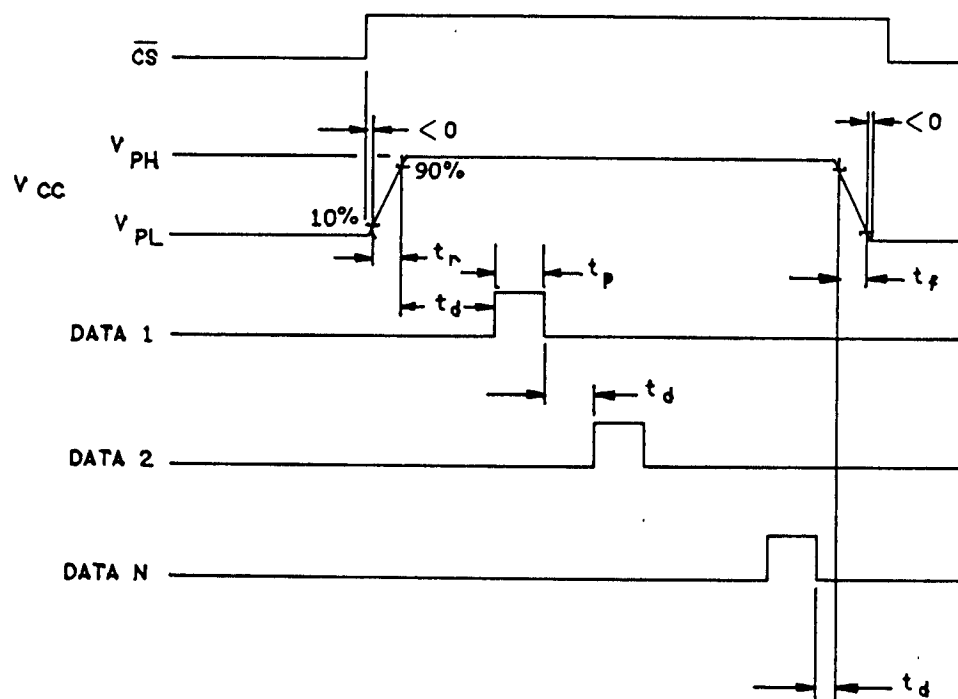 CS
< 0
< 0
V PH
90%
V CC
10%
V PL
t r
t p
t f
t d
DATA 1
t d
DATA 2
DATA N
t d